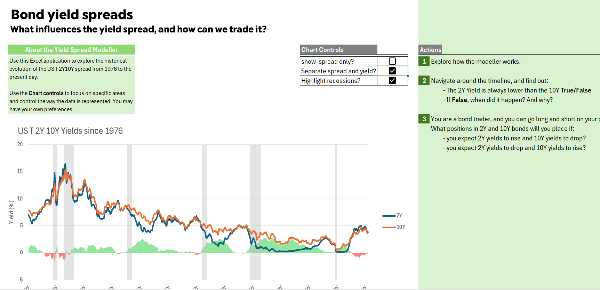 Bond yield spreads
What influences the yield spread, and how can we trade it?
About the Yield Spread Modeller
Use this Excel application to explore the historical
evolution of the US T 2Y10Y spread from 1976 to the
present day.
Use the Chart controls to focus on specific areas
and control the way the data is represented. You may
have your own preferences.
Chart Controls
show spread only?
Separate spread and yield?
Highlight recessions?
Actions
1 Explore how the modeller works.
2 Navigate around the timeline, and find out:
- The 2Y Yield is always lower than the 10Y True/False
- If False, when did it happen? And why?
3 You are a bond trader, and you can go long and short on your
What positions in 2Y and 10Y bonds will you place if:
- you expect 2Y yields to rise and 10Y yields to drop?
- you expect 2Y yields to drop and 10Y yields to rise?
US T 2Y 10Y Yields since 1976
Yield (%)
20
15
10
5
0
5
2Y
10Y